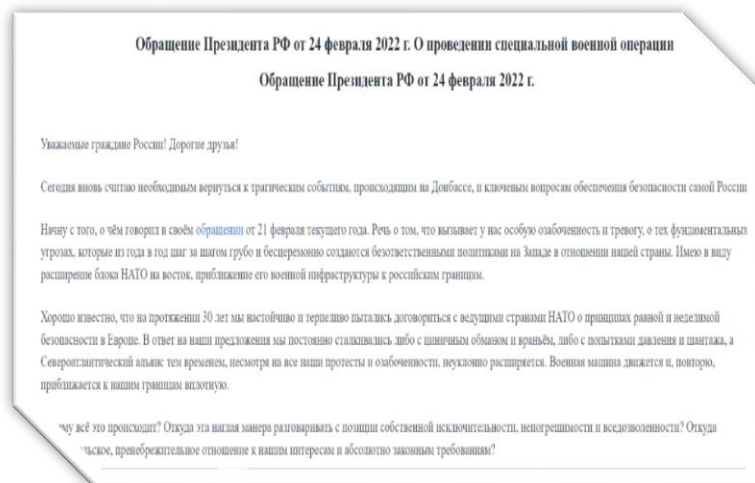 Обращение Президента РФ от 24 февраля 2022 г. О проведении специальной военной операции
Обращение Президента РФ от 24 февраля 2022 г.
Уважаемые граждане России! Дорогие друзья!
Сегодня вновь считаю необходимым вернуться к трагическим событиям, происходящим на Донбассе, и ключевым вопросам обеспечения безопасности самой России
Начну с того, о чём говорил в своём обращении от 21 февраля текущего года. Речь о том, что вызывает у нас особую озабоченность и тревогу, о тех фундаментальных
угрозах, которые из года в год шаг за шагом грубо и бесцеремонно создаются безответственными политиками на Западе в отношении нашей страны. Имею в виду
расширение блока НАТО на восток, приближение его военной инфраструктуры к российским границам.
Хорошо известно, что на протяжении 30 лет мы настойчиво и терпеливо пытались договориться с ведущими странами НАТО о принципах равной и неделимой
безопасности в Европе. В ответ на наши предложения мы постоянно сталкивались либо с циничным обманом и враньём, либо с попытками давления и шантажа, а
Североатлантический альянс тем временем, несмотря на все наши протесты и озабоченности, неуклонно расширяется. Военная машина движется и, повторю,
приближается к нашим границам вплотную.
му всё это происходит? Откуда эта наглая манера разговаривать с позиции собственной исключительности, непогрешимости и вседозволенности? Откуда
пренебрежительное отношение к нашим интересам и абсолютно законным требованиям?